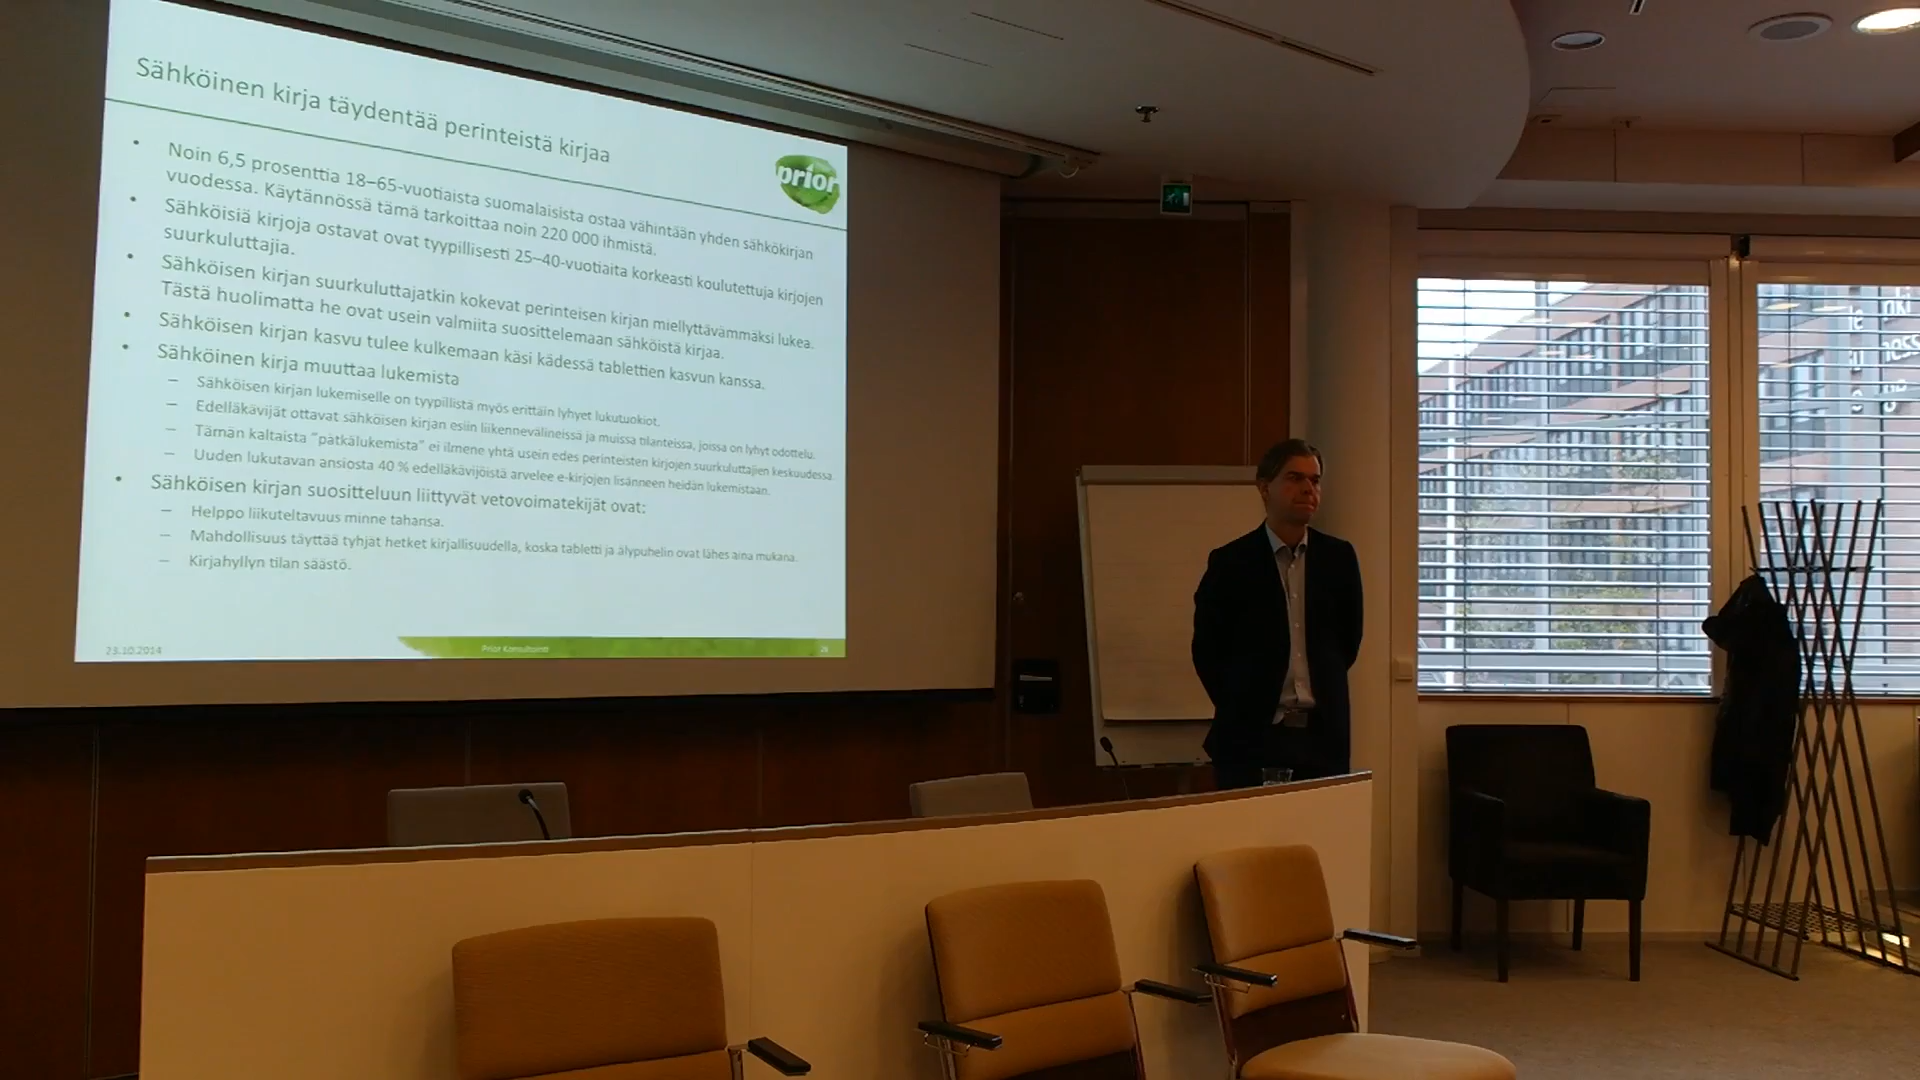 Sähköinen kirja täydentää perinteistä kirjaa
prior
• Noin 6,5 prosenttia 18–65-vuotiaista suomalaisista ostaa vähintään yhden sähkökirjan
vuodessa. Käytännössä tämä tarkoittaa noin 220 000 ihmistä.
• Sähköisiä kirjoja ostavat ovat tyypillisesti 25–40-vuotiaita korkeasti koulutettuja kirjojen
suurkuluttajia.
• Sähköisen kirjan suurkuluttajatkin kokevat perinteisen kirjan miellyttävämmäksi lukea.
Tästä huolimatta he ovat usein valmiita suosittelemaan sähköistä kirjaa.
• Sähköisen kirjan kasvu tulee kulkemaan käsi kädessä tablettien kasvun kanssa.
• Sähköinen kirja muuttaa lukemista
– Sähköisen kirjan lukemiselle on tyypillistä myös erittäin lyhyet lukutuokiot.
– Edelläkävijät ottavat sähköisen kirjan esiin liikennevälineissä ja muissa tilanteissa, joissa on lyhyt odottelu.
– Tämän kaltaista ”pätkälukemista” ei ilmene yhtä usein edes perinteisten kirjojen suurkuluttajien keskuudessa.
– Uuden lukutavan ansiosta 40 % edelläkävijöistä arvelee e-kirjojen lisänneen heidän lukemistaan.
• Sähköisen kirjan suositteluun liittyvät vetovoimatekijät ovat:
– Helppo liikuteltavuus minne tahansa.
– Mahdollisuus täyttää tyhjät hetket kirjallisuudella, koska tabletti ja älypuhelin ovat lähes aina mukana.
– Kirjahyllyn tilan säästö.
23.10.2014
Prior Konsultointi